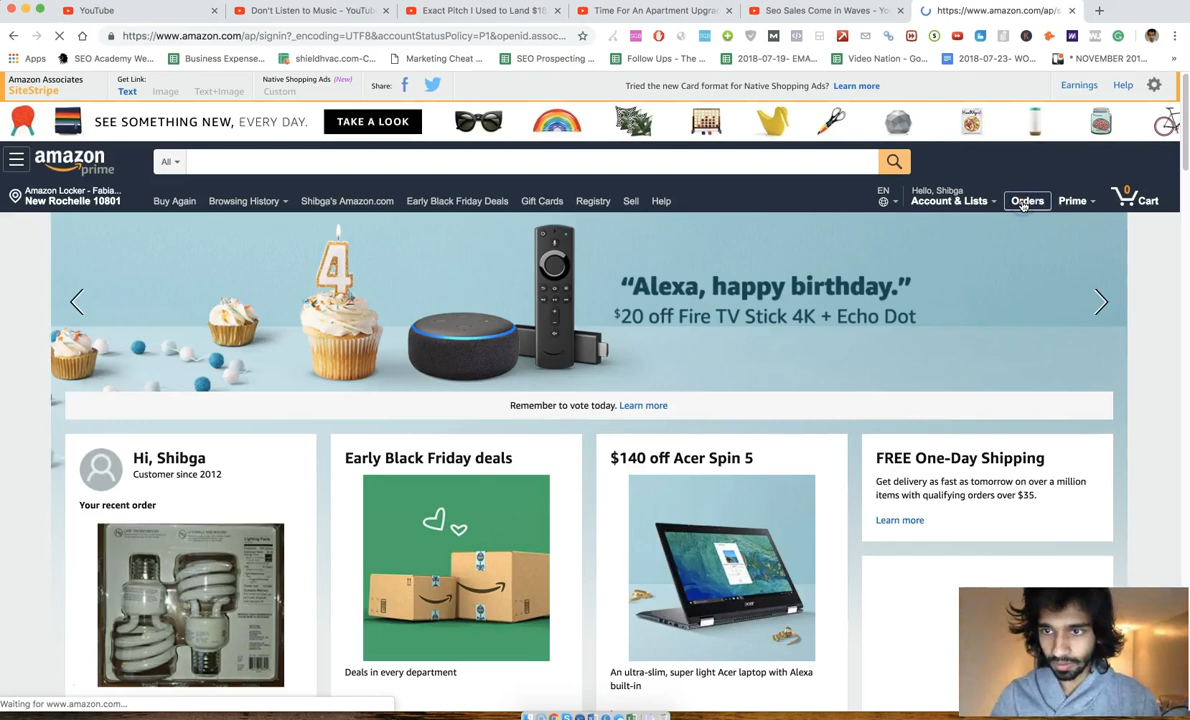 YouTube
Don't Listen to Music - YouTub
Exact Pitch I Used to Land $18
Time For An Apartment Upgra
Seo Sales Come in Waves - Yo
https://www.amazon.com/ap/s
https://www.amazon.com/ap/signin?_encoding=UTF8&accountStatusPolicy=P1&openid.assoc...
Apps
SEO Academy We...
Business Expense...
shieldhvac.com-C...
Marketing Cheat ...
SEO Prospecting ...
Follow Ups - The ...
2018-07-19- EMA...
Video Nation - Go...
2018-07-23- WO...
* NOVEMBER 201...
Amazon Associates
SiteStripe
Get Link:
Text
Image
Text+Image
Native Shopping Ads (New)
Custom
Share:
Tried the new Card format for Native Shopping Ads? Learn more
Earnings
Help
SEE SOMETHING NEW, EVERY DAY.
TAKE A LOOK
amazon
prime
All
Amazon Locker - Fabia...
New Rochelle 10801
Buy Again
Browsing History
Shibga's Amazon.com
Early Black Friday Deals
Gift Cards
Registry
Sell
Help
EN
Hello, Shibga
Account & Lists
Orders
Prime
0
Cart
4
"Alexa, happy birthday."
$20 off Fire TV Stick 4K + Echo Dot
Remember to vote today. Learn more
Hi, Shibga
Customer since 2012
Your recent order
Early Black Friday deals
Deals in every department
$140 off Acer Spin 5
An ultra-slim, super light Acer laptop with Alexa
built-in
FREE One-Day Shipping
Get delivery as fast as tomorrow on over a million
items with qualifying orders over $35.
Learn more
Waiting for www.amazon.com...